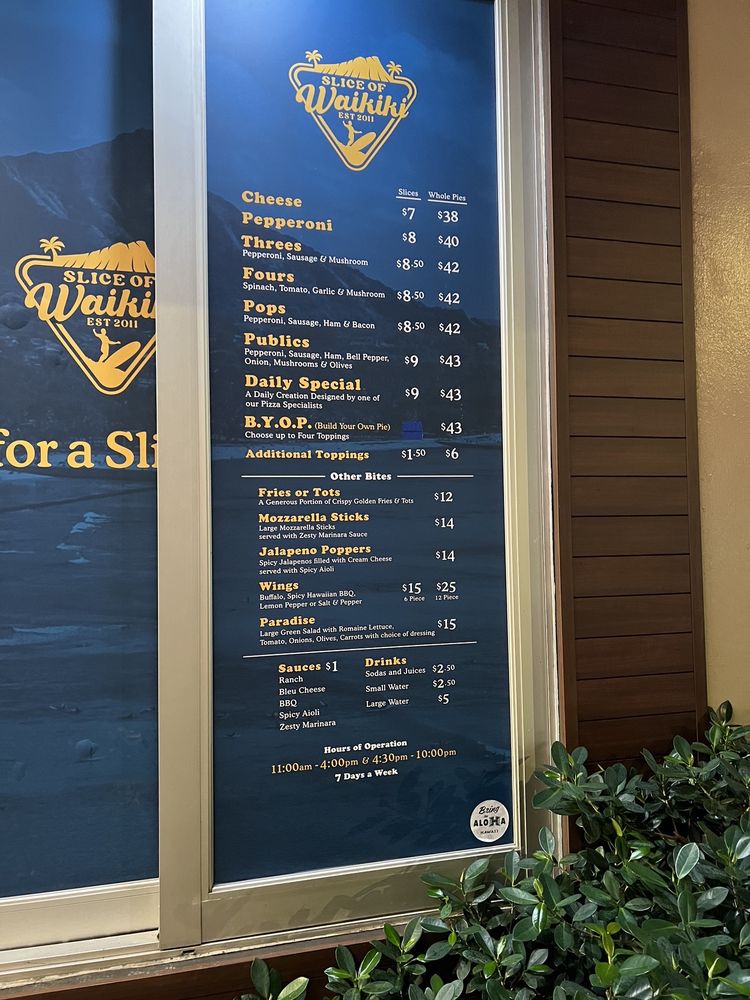 SLICE OF
Waikiki
EST 2011
Slices Whole Pies
Cheese $7 $38
Pepperoni $8 $40
Threes
Pepperoni, Sausage & Mushroom $8.50 $42
Fours
Spinach, Tomato, Garlic & Mushroom $8.50 $42
Pops
Pepperoni, Sausage, Ham & Bacon $8.50 $42
Publics
Pepperoni, Sausage, Ham, Bell Pepper, $9 $43
Onion, Mushrooms & Olives
Daily Special
A Daily Creation Designed by one of $9 $43
our Pizza Specialists
B.Y.O.P. (Build Your Own Pie) $43
Choose up to Four Toppings
Additional Toppings $1.50 $6
Other Bites
Fries or Tots $12
A Generous Portion of Crispy Golden Fries & Tots
Mozzarella Sticks $14
Large Mozzarella Sticks
served with Zesty Marinara Sauce
Jalapeno Poppers $14
Spicy Jalapenos filled with Cream Cheese
served with Spicy Aioli
Wings $15 $25
Buffalo, Spicy Hawaiian BBQ, 6 Piece 12 Piece
Lemon Pepper or Salt & Pepper
Paradise $15
Large Green Salad with Romaine Lettuce,
Tomato, Onions, Olives, Carrots with choice of dressing
Sauces $1
Ranch
Bleu Cheese
BBQ
Spicy Aioli
Zesty Marinara
Drinks
Sodas and Juices $2.50
Small Water $2.50
Large Water $5
Hours of Operation
11:00am - 4:00pm & 4:30pm - 10:00pm
7 Days a Week
Bring
ALOHA
HAWAII
SLICE OF
Waiki
EST 2011
for a Sli